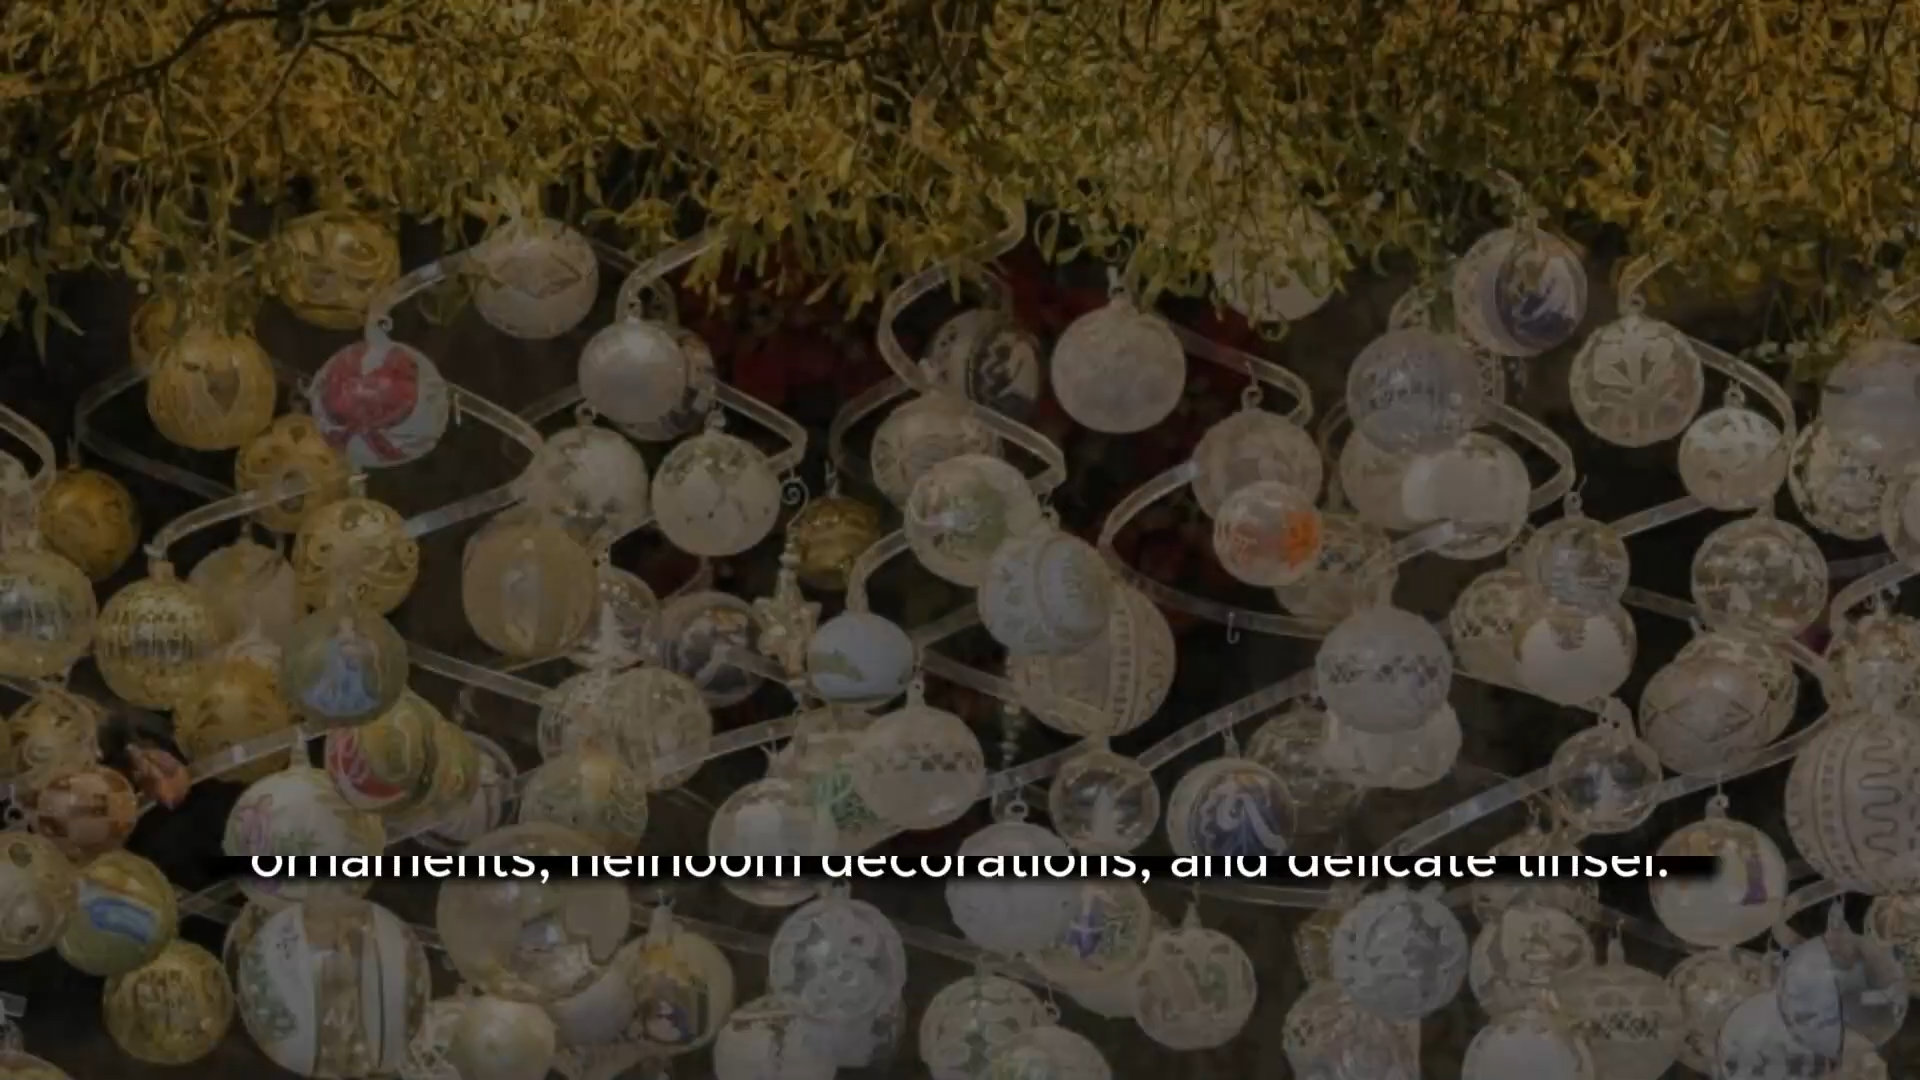 ornaments, heirloom decorations, and delicate tinsel.